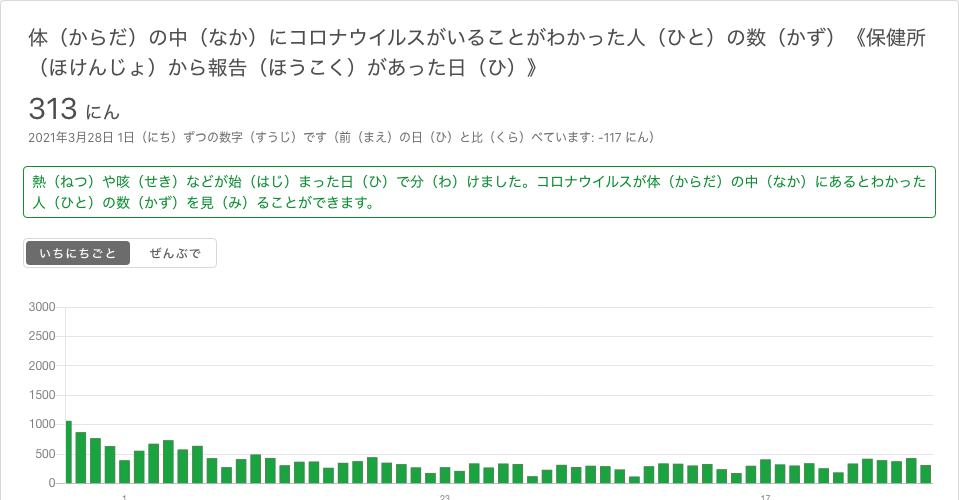 体（からだ）の中（なか）にコロナウイルスがいることがわかった人（ひと）の数（かず）《保健所
（ほけんじょ）から報告（ほうこく）があった日（ひ）》
313 にん
2021年3月28日 1日（にち）ずつの数字（すうじ）です（前（まえ）の日（ひ）と比（くら）べています: -117 にん）
熱（ねつ）や咳（せき）などが始（はじ）まった日（ひ）で分（わ）けました。コロナウイルスが体（からだ）の中（なか）にあるとわかった
人（ひと）の数（かず）を見（み）ることができます。
いちにちごと ぜんぶで
3000
2500
2000
1500
1000
500
0
1 23 17